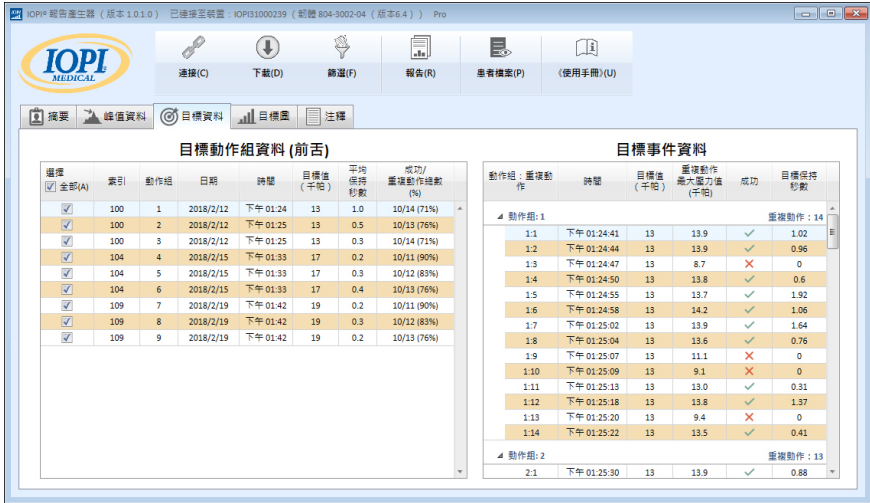 IOPI® 報告產生器 （版本 1.0.1.0） 已連接至裝置：IOPI31000239 （韌體 804-3002-04 （版本6.4）） Pro
IOPI
MEDICAL
連接(C) 下載(D) 篩選(F) 報告(R) 患者檔案(P) 《使用手冊》(U)
摘要 峰值資料 目標資料 目標圖 注釋
目標動作組資料 (前舌)
選擇 全部(A) 索引 動作組 日期 時間 目標值（千帕） 平均保持秒數 成功/重複動作總數(%)
100 1 2018/2/12 下午 01:24 13 1.0 10/14 (71%)
100 2 2018/2/12 下午 01:25 13 0.5 10/13 (76%)
100 3 2018/2/12 下午 01:25 13 0.3 10/14 (71%)
104 4 2018/2/15 下午 01:33 17 0.2 10/11 (90%)
104 5 2018/2/15 下午 01:33 17 0.3 10/12 (83%)
104 6 2018/2/15 下午 01:33 17 0.4 10/13 (76%)
109 7 2018/2/19 下午 01:42 19 0.2 10/11 (90%)
109 8 2018/2/19 下午 01:42 19 0.3 10/12 (83%)
109 9 2018/2/19 下午 01:42 19 0.2 10/13 (76%)
目標事件資料
動作組：重複動作 時間 目標值（千帕） 重複動作最大壓力值(千帕) 成功 目標保持秒數
動作組: 1 重複動作：14
1:1 下午 01:24:41 13 13.9 ✓ 1.02
1:2 下午 01:24:44 13 13.9 ✓ 0.96
1:3 下午 01:24:47 13 8.7 ✕ 0
1:4 下午 01:24:50 13 13.8 ✓ 0.6
1:5 下午 01:24:55 13 13.7 ✓ 1.92
1:6 下午 01:24:58 13 14.2 ✓ 1.06
1:7 下午 01:25:02 13 13.9 ✓ 1.64
1:8 下午 01:25:04 13 13.6 ✓ 0.76
1:9 下午 01:25:07 13 11.1 ✕ 0
1:10 下午 01:25:09 13 9.1 ✕ 0
1:11 下午 01:25:13 13 13.0 ✓ 0.31
1:12 下午 01:25:18 13 13.8 ✓ 1.37
1:13 下午 01:25:20 13 9.4 ✕ 0
1:14 下午 01:25:22 13 13.5 ✓ 0.41
動作組: 2 重複動作：13
2:1 下午 01:25:30 13 13.9 ✓ 0.88